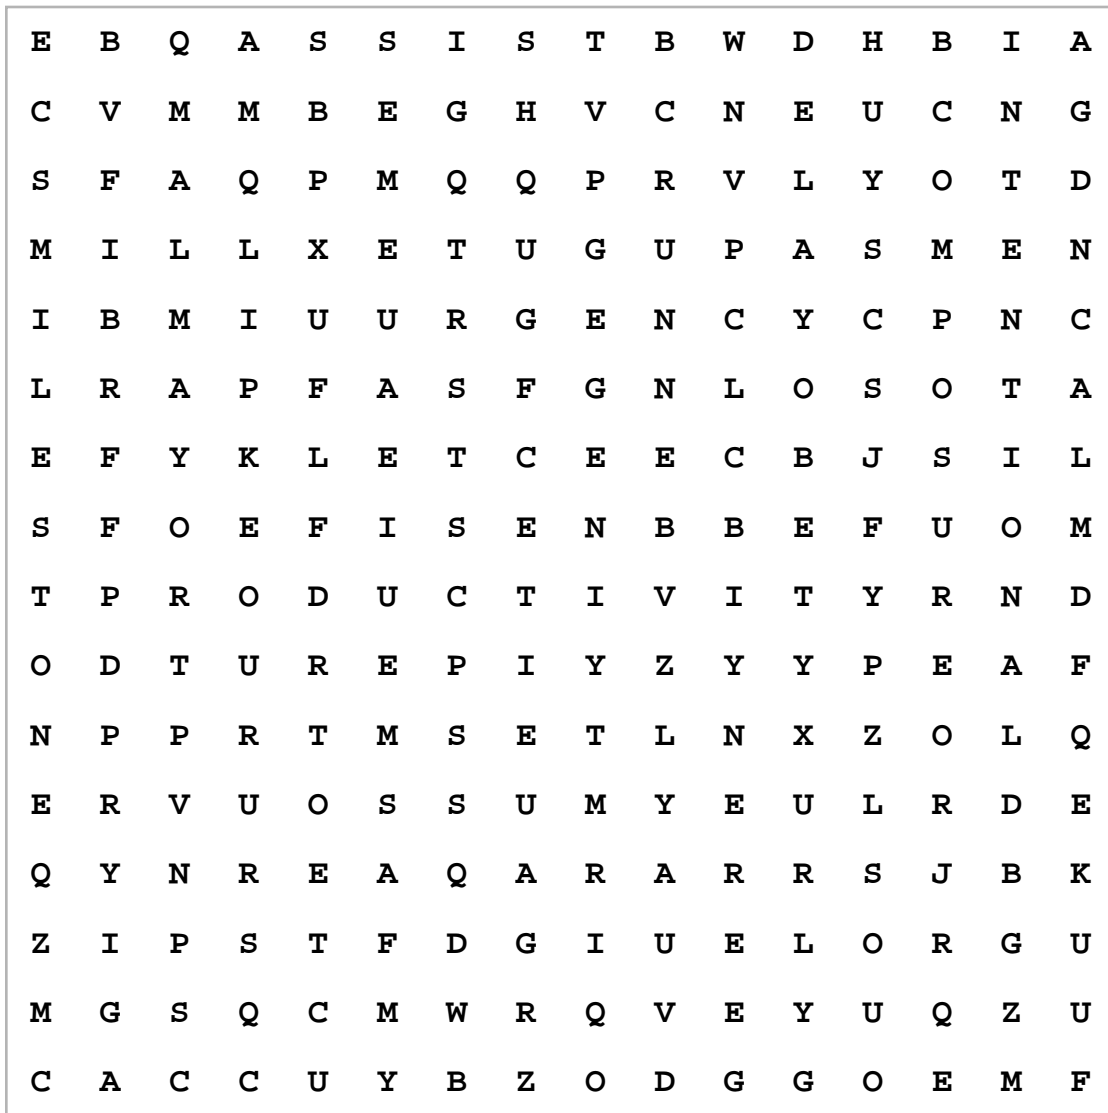 E B Q A S S I S T B W D H B I A
C V M M B E G H V C N E U C N G
S F A Q P M Q Q P R V L Y O T D
M I L L X E T U G U P A S M E N
I B M I U U R G E N C Y C P N C
L R A P F A S F G N L O S O T A
E F Y K L E T C E E C B J S I L
S F O E F I S E N B B E F U O M
T P R O D U C T I V I T Y R N D
O D T U R E P I Y Z Y Y P E A F
N P P R T M S E T L N X Z O L Q
E R V U O S S U M Y E U L R D E
Q Y N R E A Q A R A R R S J B K
Z I P S T F D G I U E L O R G U
M G S Q C M W R Q V E Y U Q Z U
C A C C U Y B Z O D G G O E M F